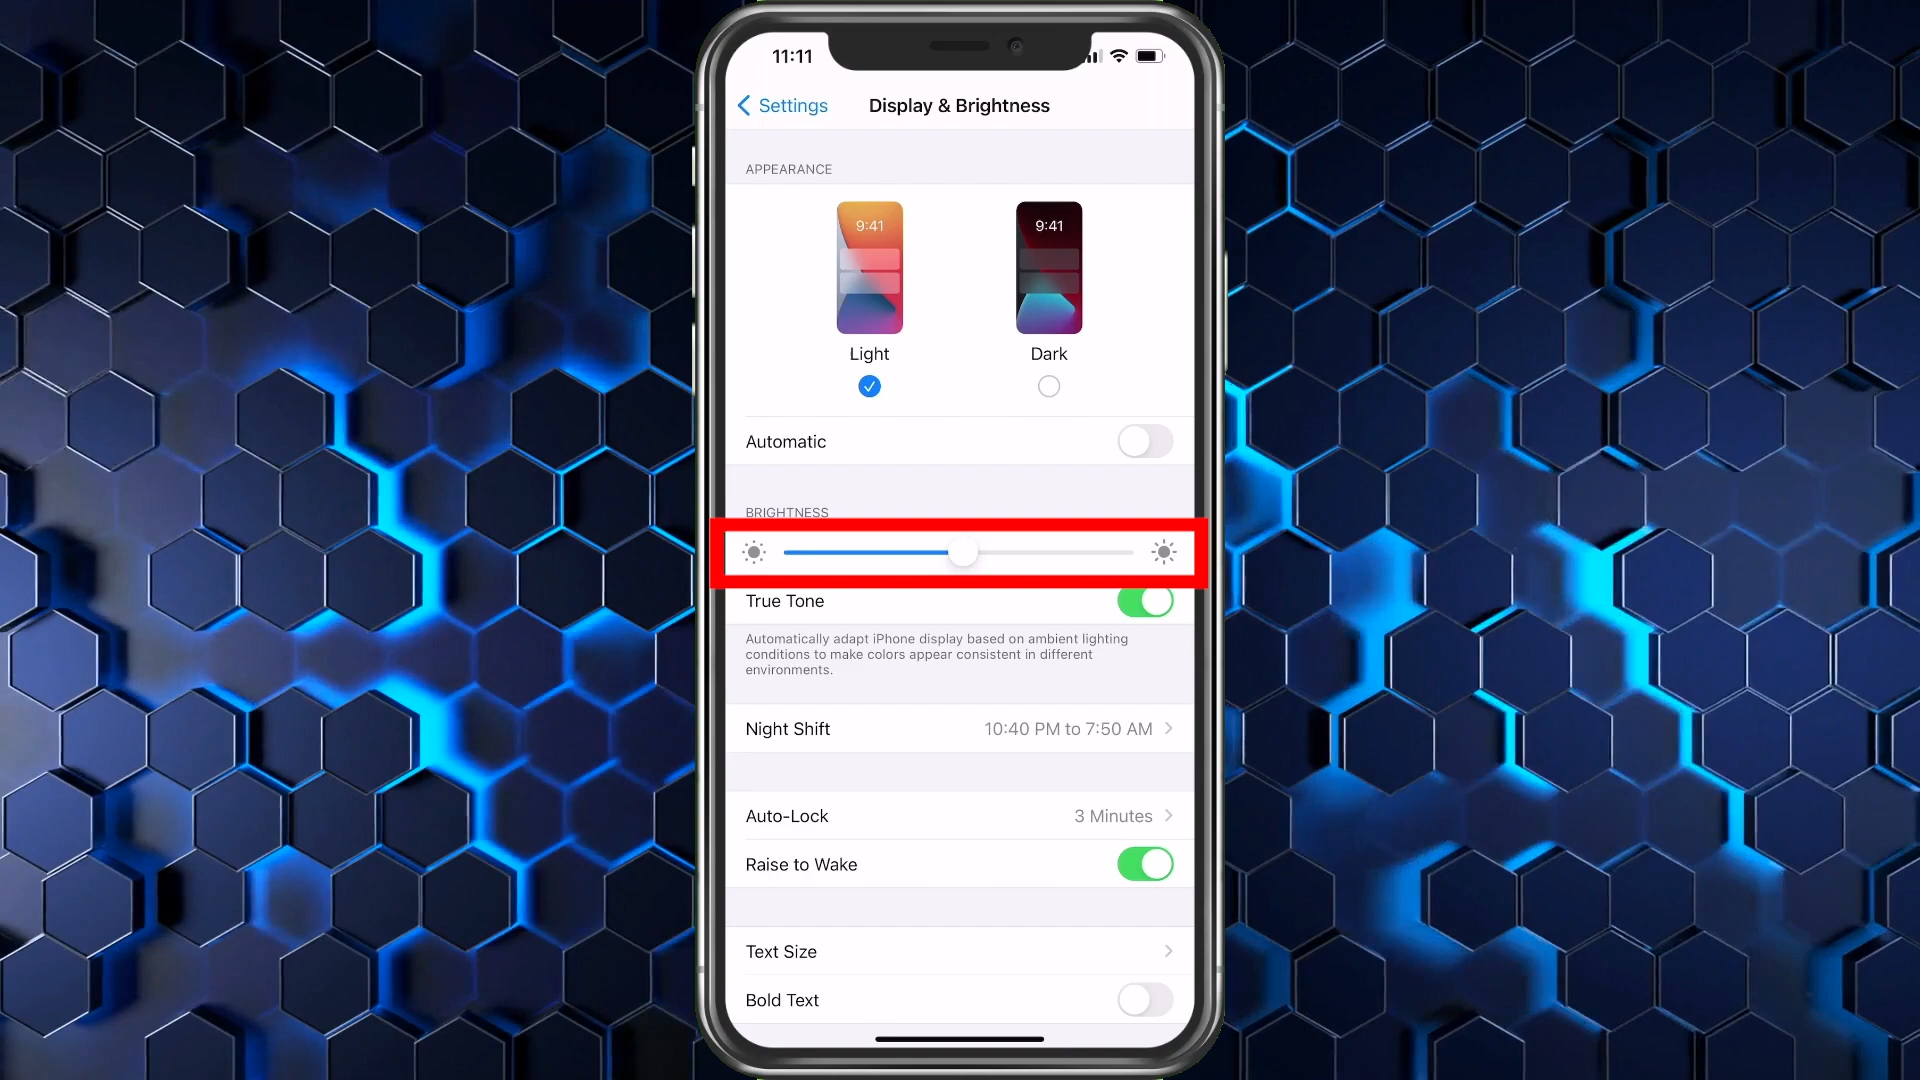 11:11
Settings
Display & Brightness
APPEARANCE
9:41
9:41
Light
Dark
Automatic
BRIGHTNESS
True Tone
Automatically adapt iPhone display based on ambient lighting
conditions to make colors appear consistent in different
environments.
Night Shift 10:40 PM to 7:50 AM
Auto-Lock 3 Minutes
Raise to Wake
Text Size
Bold Text